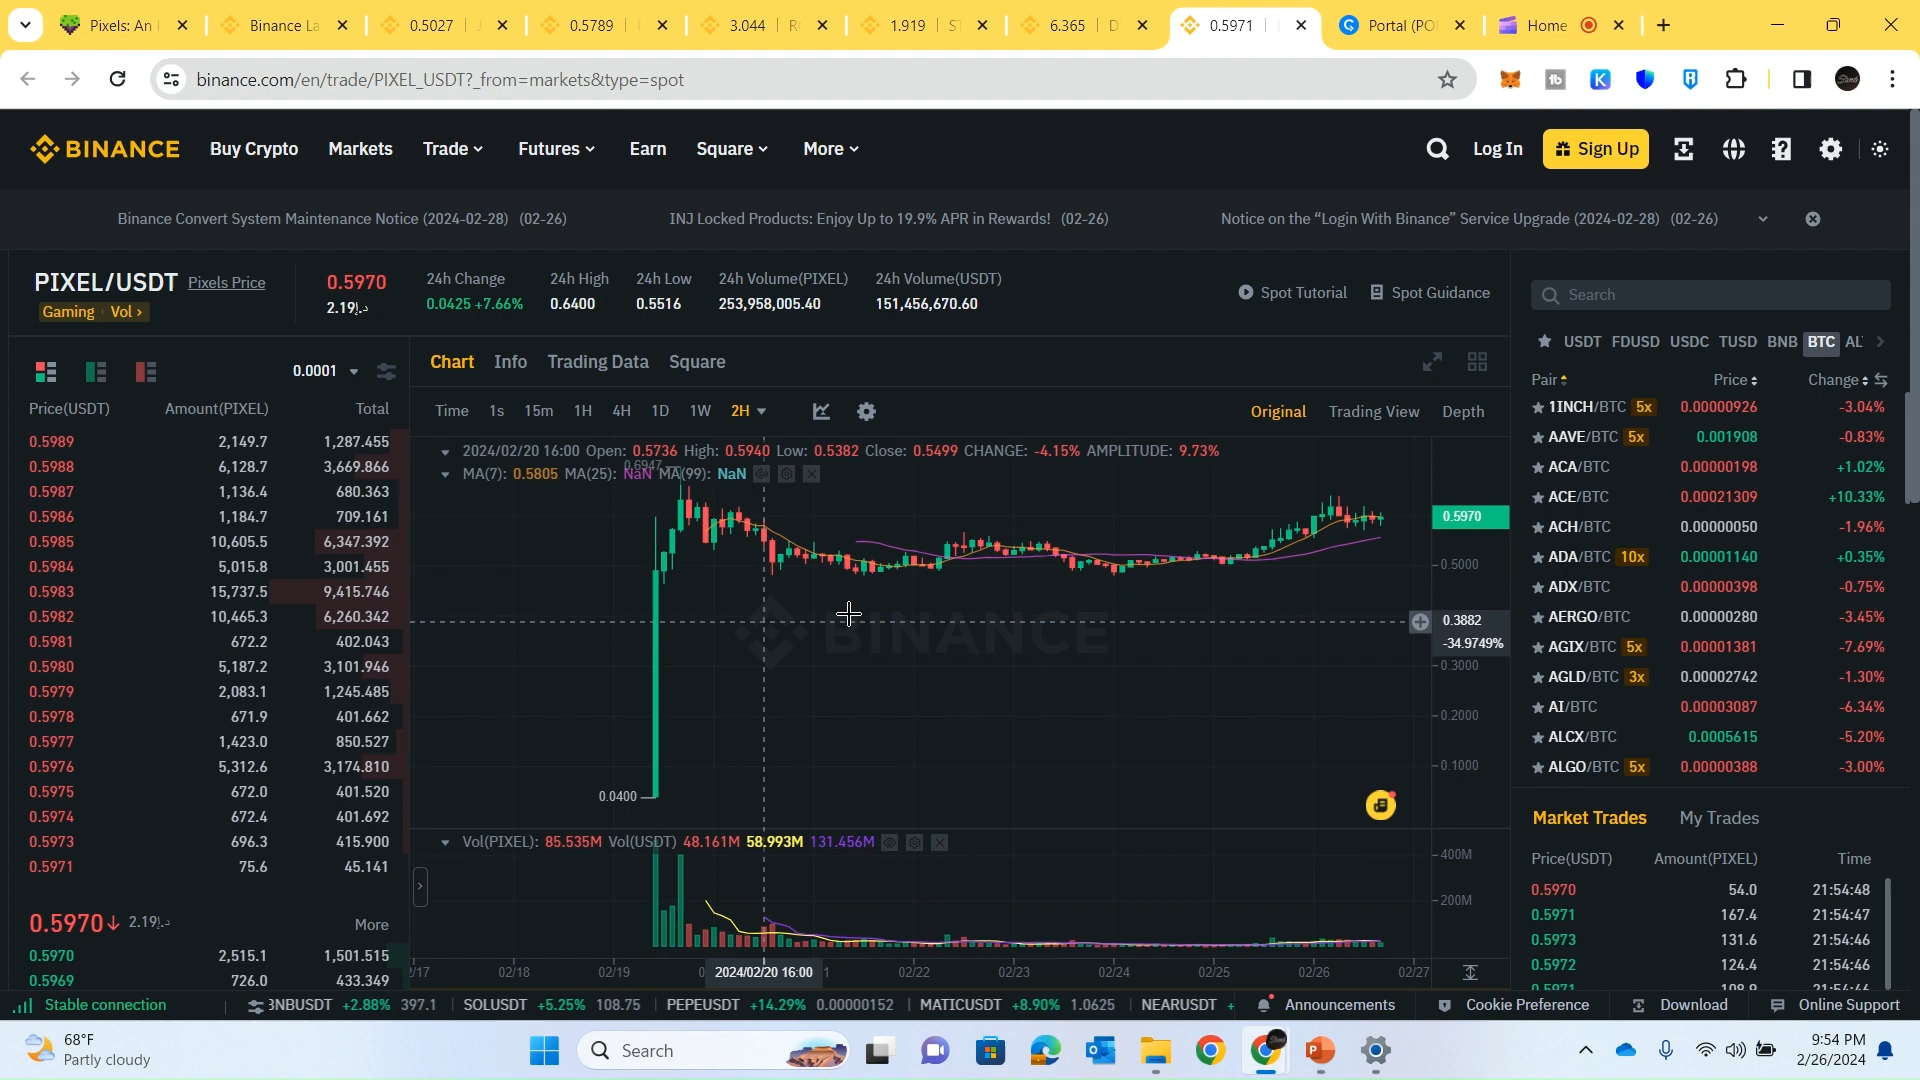 Pixels: An
Binance La
0.5027
0.5789
3.044
1.919
6.365
0.5971
Portal (PO
Home
binance.com/en/trade/PIXEL_USDT?_from=markets&type=spot
BINANCE
Buy Crypto
Markets
Trade
Futures
Earn
Square
More
Log In
Sign Up
Binance Convert System Maintenance Notice (2024-02-28) (02-26)
INJ Locked Products: Enjoy Up to 19.9% APR in Rewards! (02-26)
Notice on the “Login With Binance” Service Upgrade (2024-02-28) (02-26)
PIXEL/USDT Pixels Price
Gaming Vol ›
0.5970
24h Change
0.0425 +7.66%
24h High
0.6400
24h Low
0.5516
24h Volume(PIXEL)
253,958,005.40
24h Volume(USDT)
151,456,670.60
Spot Tutorial
Spot Guidance
0.0001
Price(USDT) Amount(PIXEL) Total
0.5989 2,149.7 1,287.455
0.5988 6,128.7 3,669.866
0.5987 1,136.4 680.363
0.5986 1,184.7 709.161
0.5985 10,605.5 6,347.392
0.5984 5,015.8 3,001.455
0.5983 15,737.5 9,415.746
0.5982 10,465.3 6,260.342
0.5981 672.2 402.043
0.5980 5,187.2 3,101.946
0.5979 2,083.1 1,245.485
0.5978 671.9 401.662
0.5977 1,423.0 850.527
0.5976 5,312.6 3,174.810
0.5975 672.0 401.520
0.5974 672.4 401.692
0.5973 696.3 415.900
0.5971 75.6 45.141
0.5970↓ More
0.5970 2,515.1 1,501.515
0.5969 726.0 433.349
Chart Info Trading Data Square
Time 1s 15m 1H 4H 1D 1W 2H
Original Trading View Depth
2024/02/20 16:00 Open: 0.5736 High: 0.5940 Low: 0.5382 Close: 0.5499 CHANGE: -4.15% AMPLITUDE: 9.73%
MA(7): 0.5805 MA(25): NaN MA(99): NaN
0.6947
0.5970
0.5000
0.3882
-34.9749%
0.3000
0.2000
0.1000
0.0400
BINANCE
Vol(PIXEL): 85.535M Vol(USDT) 48.161M 58.993M 131.456M
400M
200M
/17 02/18 02/19 2024/02/20 16:00 02/22 02/23 02/24 02/25 02/26 02/27
Search
USDT FDUSD USDC TUSD BNB BTC
Pair Price Change
1INCH/BTC 5x 0.00000926 -3.04%
AAVE/BTC 5x 0.001908 -0.83%
ACA/BTC 0.00000198 +1.02%
ACE/BTC 0.00021309 +10.33%
ACH/BTC 0.00000050 -1.96%
ADA/BTC 10x 0.00001140 +0.35%
ADX/BTC 0.00000398 -0.75%
AERGO/BTC 0.00000280 -3.45%
AGIX/BTC 5x 0.00001381 -7.69%
AGLD/BTC 3x 0.00002742 -1.30%
AI/BTC 0.00003087 -6.34%
ALCX/BTC 0.0005615 -5.20%
ALGO/BTC 5x 0.00000388 -3.00%
Market Trades My Trades
Price(USDT) Amount(PIXEL) Time
0.5970 54.0 21:54:48
0.5971 167.4 21:54:47
0.5973 131.6 21:54:46
0.5972 124.4 21:54:46
Stable connection
BNBUSDT +2.88% 397.1
SOLUSDT +5.25% 108.75
PEPEUSDT +14.29% 0.00000152
MATICUSDT +8.90% 1.0625
NEARUSDT +
Announcements
Cookie Preference
Download
Online Support
68°F
Partly cloudy
Search
9:54 PM
2/26/2024